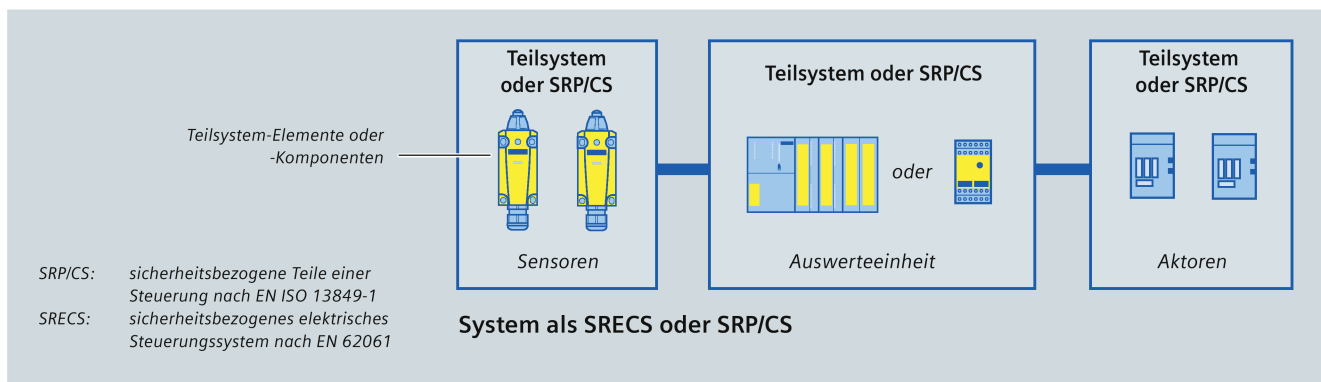 Teilsystem
oder SRP/CS
Teilsystem oder SRP/CS
Teilsystem
oder SRP/CS
Teilsystem-Elemente oder
-Komponenten
oder
Sensoren
Auswerteeinheit
Aktoren
SRP/CS: sicherheitsbezogene Teile einer
Steuerung nach EN ISO 13849-1
SRECS: sicherheitsbezogenes elektrisches
Steuerungssystem nach EN 62061
System als SRECS oder SRP/CS